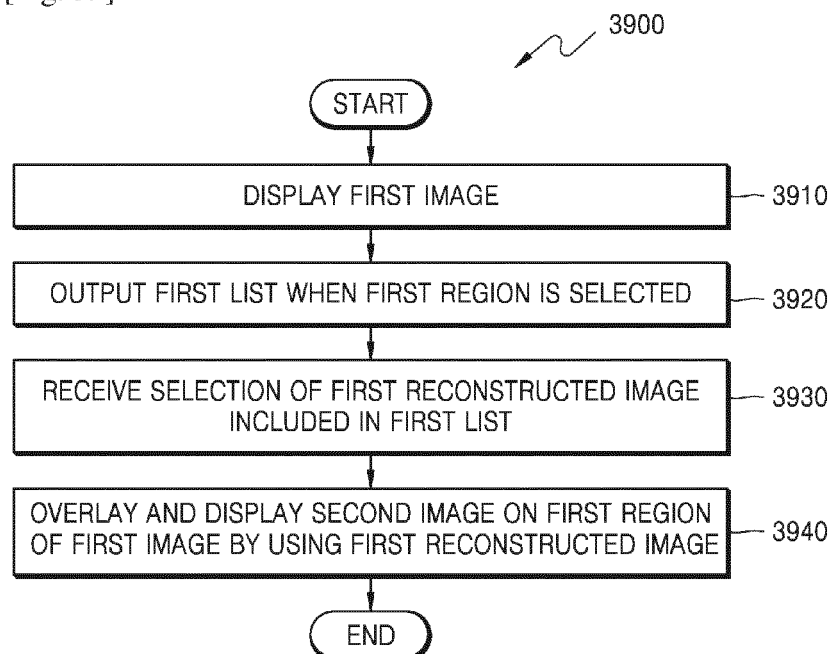 3900
START
DISPLAY FIRST IMAGE
3910
OUTPUT FIRST LIST WHEN FIRST REGION IS SELECTED
3920
RECEIVE SELECTION OF FIRST RECONSTRUCTED IMAGE
INCLUDED IN FIRST LIST
3930
OVERLAY AND DISPLAY SECOND IMAGE ON FIRST REGION
OF FIRST IMAGE BY USING FIRST RECONSTRUCTED IMAGE
3940
END